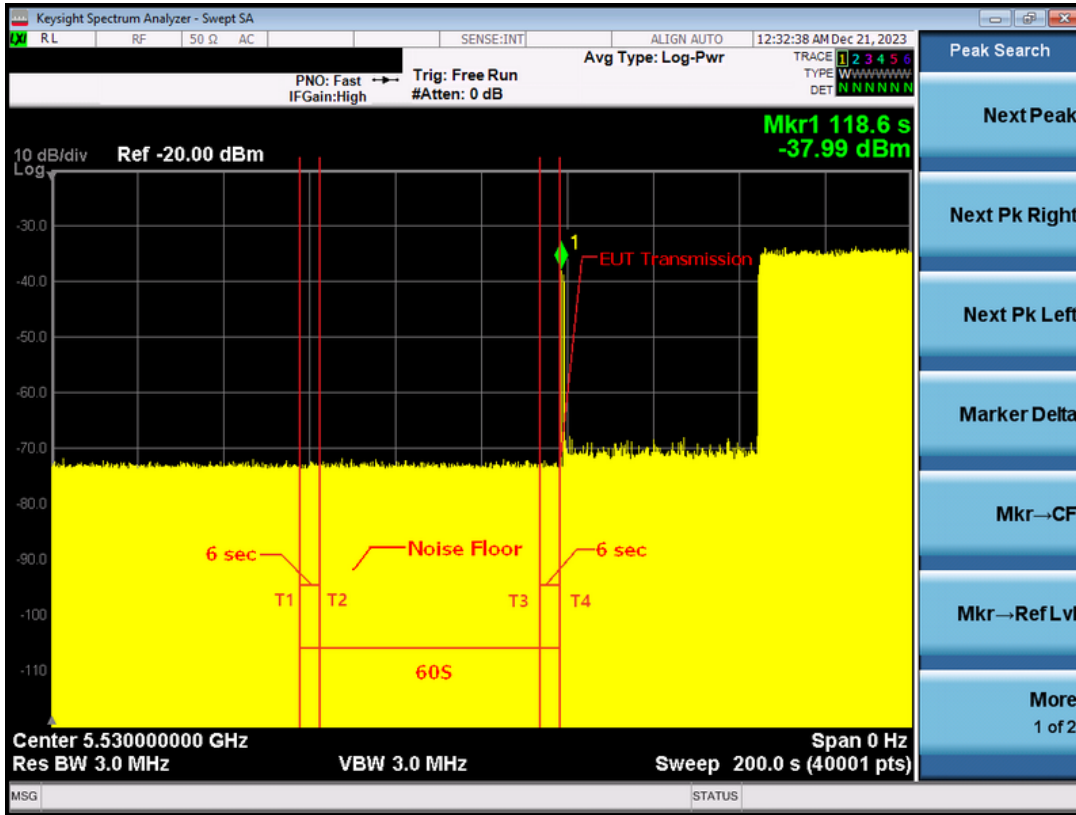 Keysight Spectrum Analyzer - Swept SA
LXI RL RF 50 Ω AC SENSE:INT ALIGN AUTO 12:32:38 AM Dec 21, 2023
PNO: Fast Trig: Free Run Avg Type: Log-Pwr TRACE 1 2 3 4 5 6
IFGain:High #Atten: 0 dB TYPE W
DET N N N N N N
Mkr1 118.6 s
-37.99 dBm
10 dB/div Ref -20.00 dBm
Log
-30.0
-40.0
-50.0
-60.0
-70.0
-80.0
-90.0
-100
-110
1
EUT Transmission
6 sec
Noise Floor
6 sec
T1 T2 T3 T4
60S
Center 5.530000000 GHz Span 0 Hz
Res BW 3.0 MHz VBW 3.0 MHz Sweep 200.0 s (40001 pts)
MSG STATUS
Peak Search
Next Peak
Next Pk Right
Next Pk Left
Marker Delta
Mkr→CF
Mkr→Ref Lvl
More
1 of 2